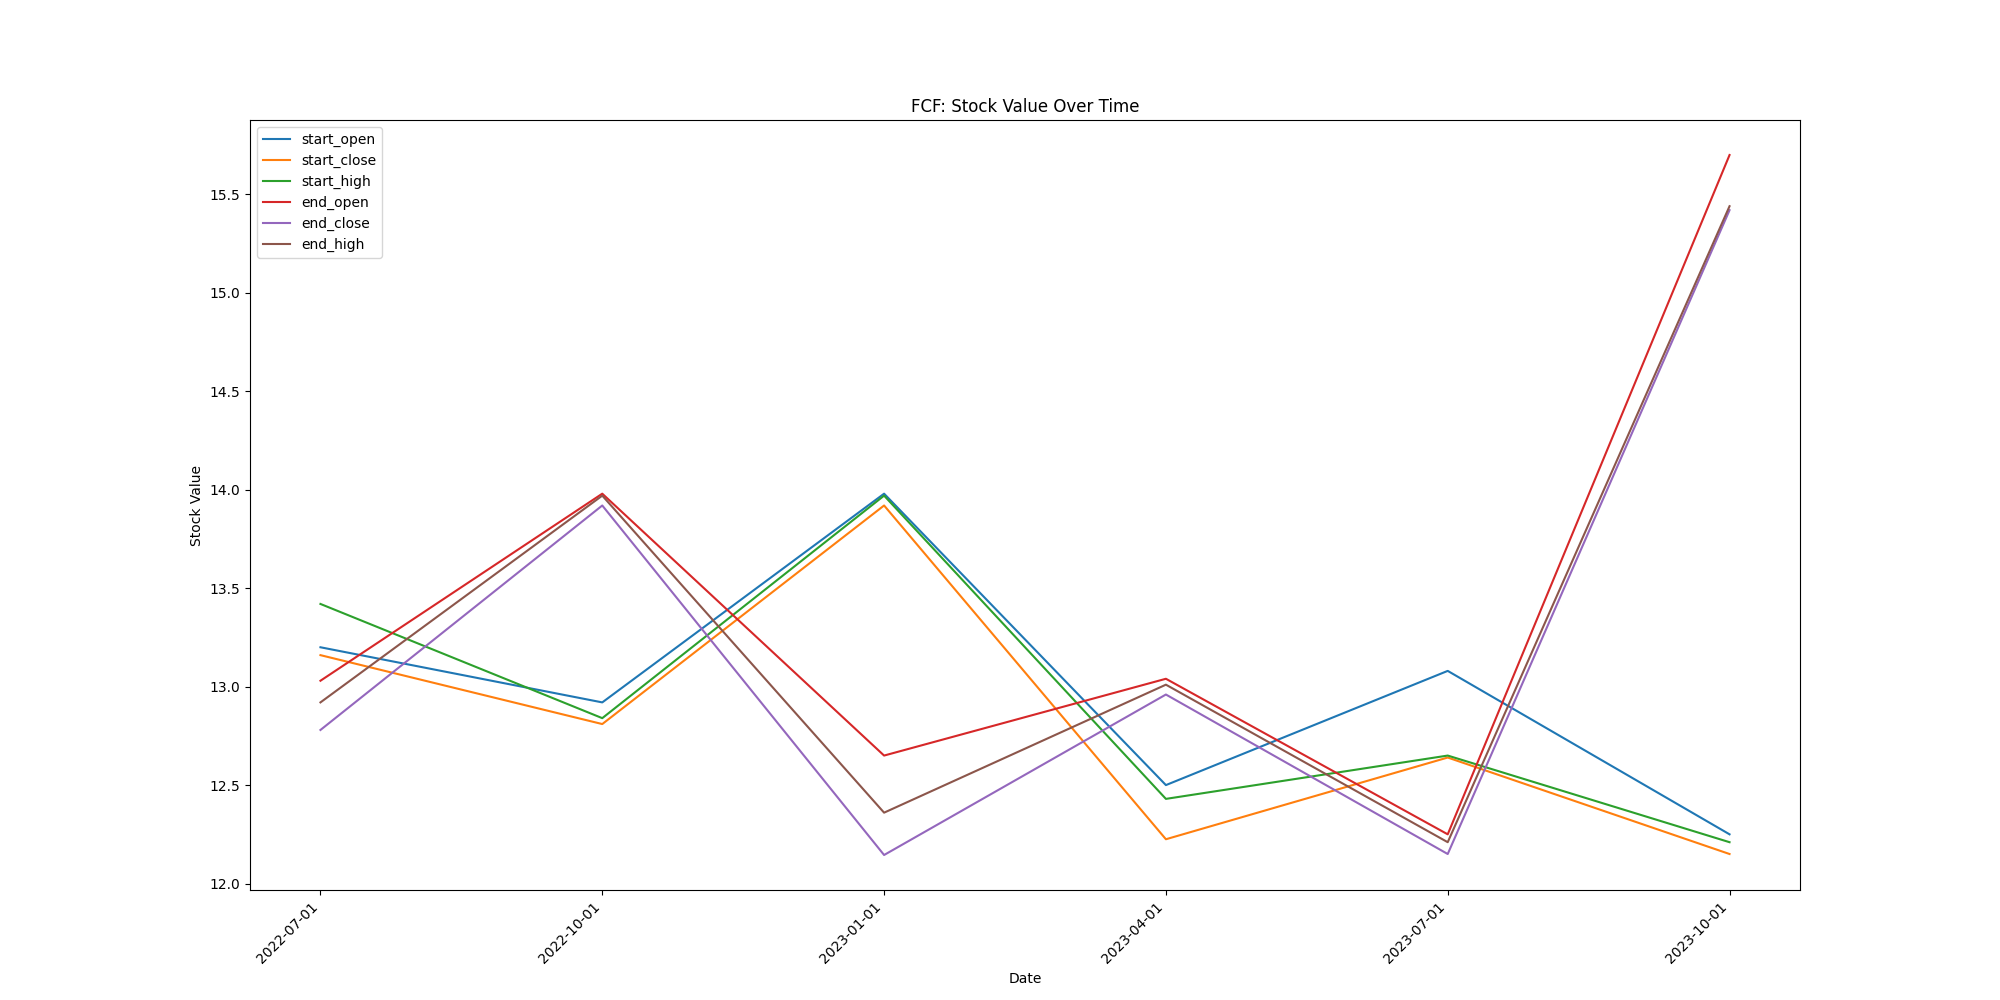 FCF: Stock Value Over Time
start_open
start_close
start_high
end_open
end_close
end_high
15.5
15.0
14.5
14.0
13.5
13.0
12.5
12.0
Stock Value
2022-07-01
2022-10-01
2023-01-01
2023-04-01
2023-07-01
2023-10-01
Date